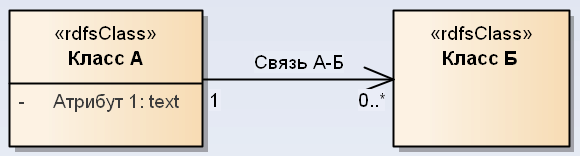 «rdfsClass»
Класс А
- Атрибут 1: text
Связь А-Б
1
0..*
«rdfsClass»
Класс Б